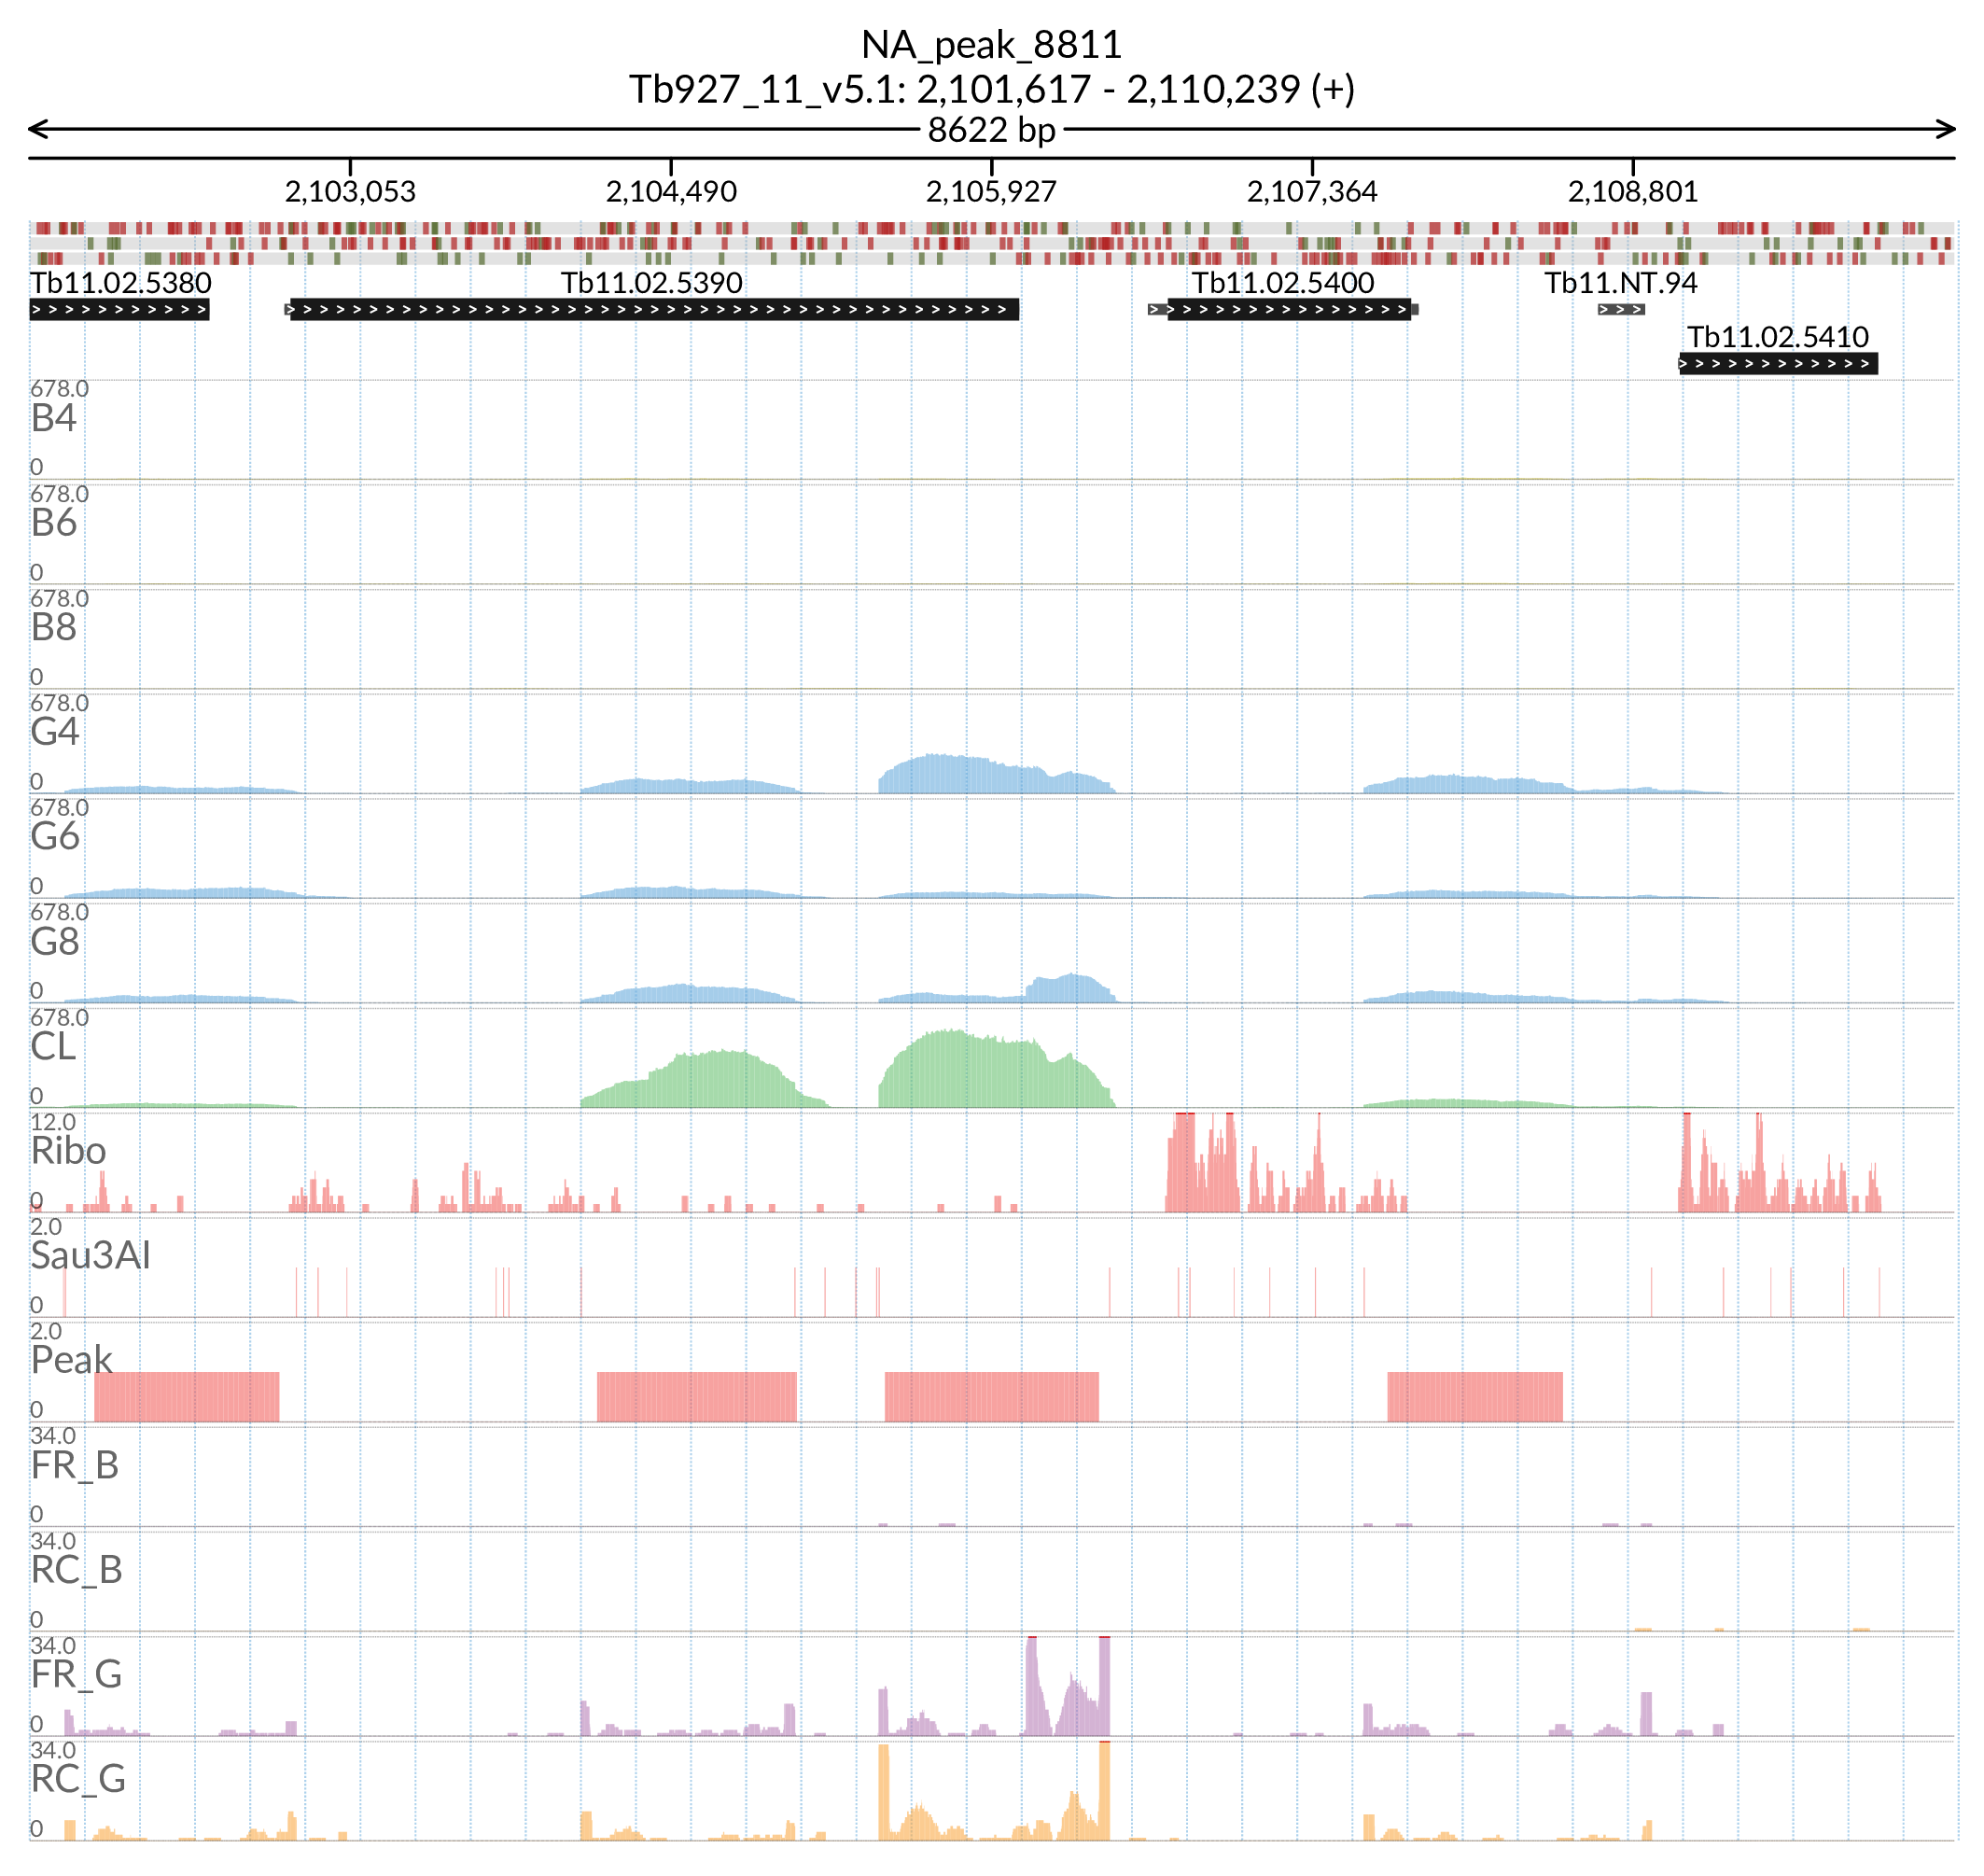 NA_peak_8811
Tb927_11_v5.1: 2,101,617 - 2,110,239 (+)
8622 bp
2,103,053 2,104,490 2,105,927 2,107,364 2,108,801
Tb11.02.5380 Tb11.02.5390 Tb11.02.5400 Tb11.NT.94
Tb11.02.5410
678.0
B4
0
678.0
B6
0
678.0
B8
0
678.0
G4
0
678.0
G6
0
678.0
G8
0
678.0
CL
0
12.0
Ribo
0
2.0
Sau3AI
0
2.0
Peak
0
34.0
FR_B
0
34.0
RC_B
0
34.0
FR_G
0
34.0
RC_G
0